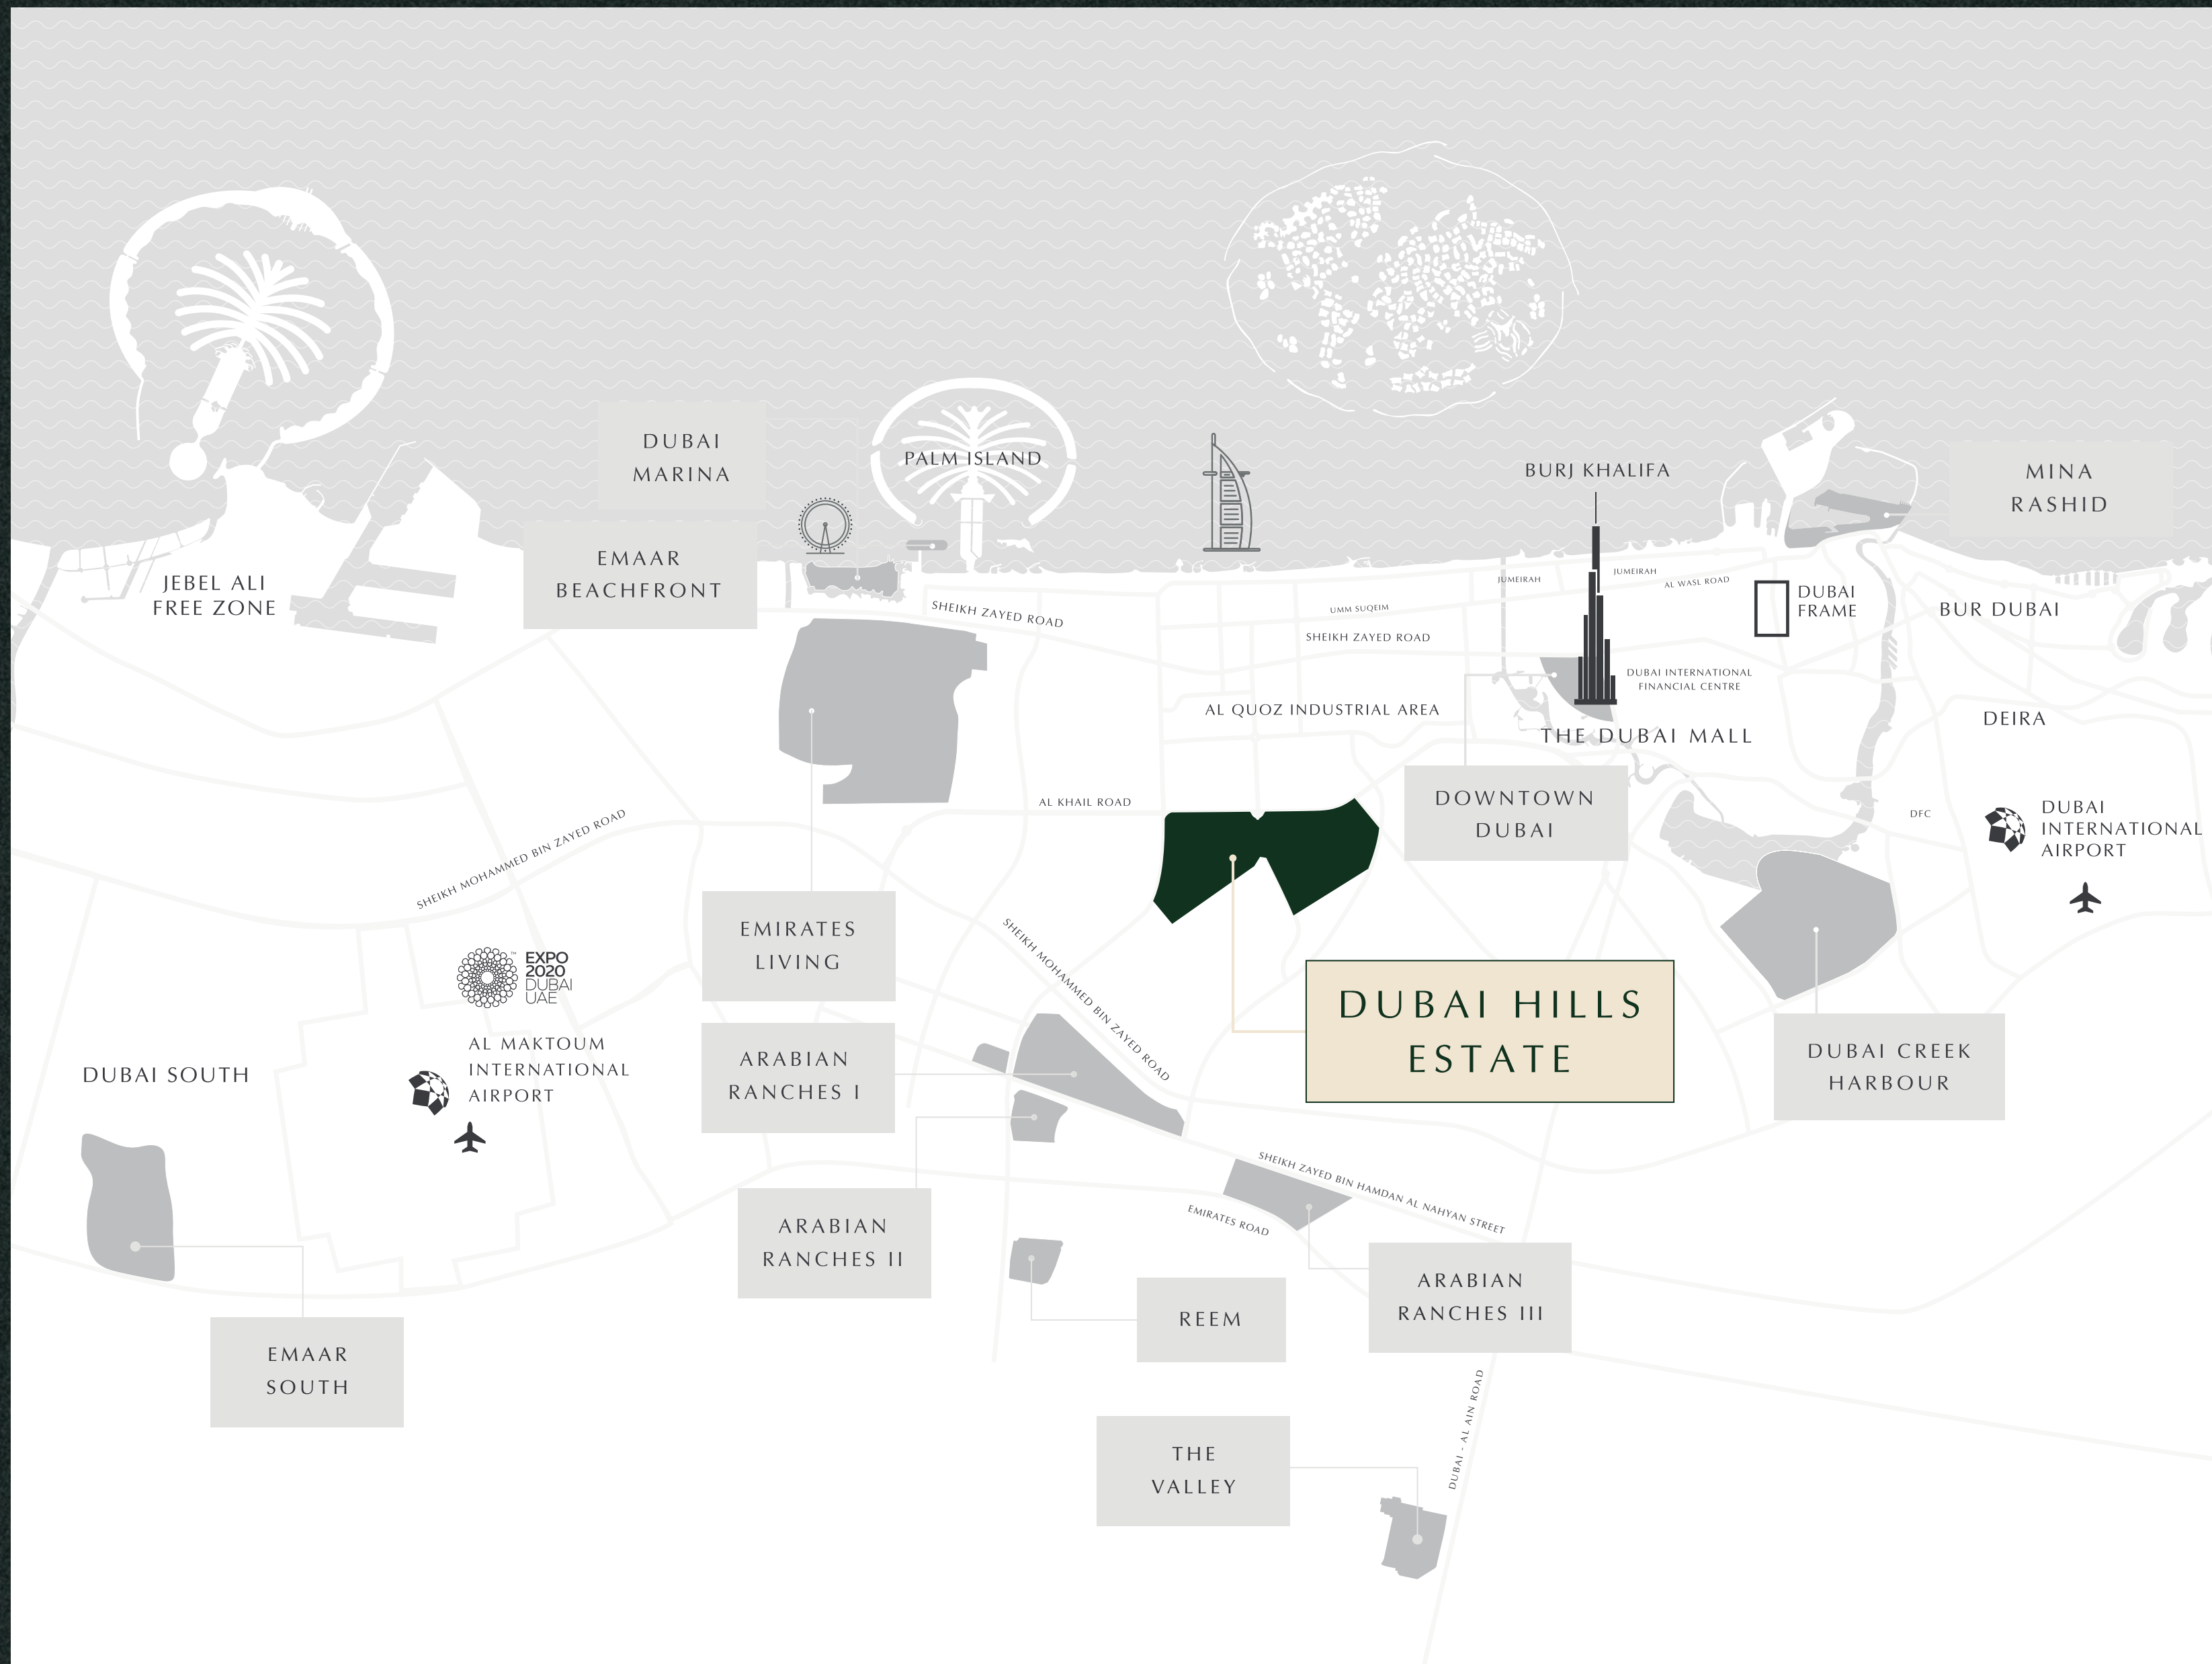 DUBAI
MARINA
PALM ISLAND
BURJ KHALIFA
MINA
RASHID
EMAAR
BEACHFRONT
JEBEL ALI
FREE ZONE
SHEIKH ZAYED ROAD
UMM SUQEIM
SHEIKH ZAYED ROAD
JUMEIRAH
JUMEIRAH
AL WASL ROAD
DUBAI
FRAME
BUR DUBAI
DUBAI INTERNATIONAL
FINANCIAL CENTRE
AL QUOZ INDUSTRIAL AREA
THE DUBAI MALL
DEIRA
DOWNTOWN
DUBAI
AL KHAIL ROAD
DFC
DUBAI
INTERNATIONAL
AIRPORT
SHEIKH MOHAMMED BIN ZAYED ROAD
EMIRATES
LIVING
SHEIKH MOHAMMED BIN ZAYED ROAD
EXPO
2020
DUBAI
UAE
™
DUBAI HILLS
ESTATE
AL MAKTOUM
INTERNATIONAL
AIRPORT
DUBAI SOUTH
ARABIAN
RANCHES I
DUBAI CREEK
HARBOUR
SHEIKH ZAYED BIN HAMDAN AL NAHYAN STREET
EMIRATES ROAD
ARABIAN
RANCHES II
ARABIAN
RANCHES III
REEM
EMAAR
SOUTH
DUBAI - AL AIN ROAD
THE
VALLEY